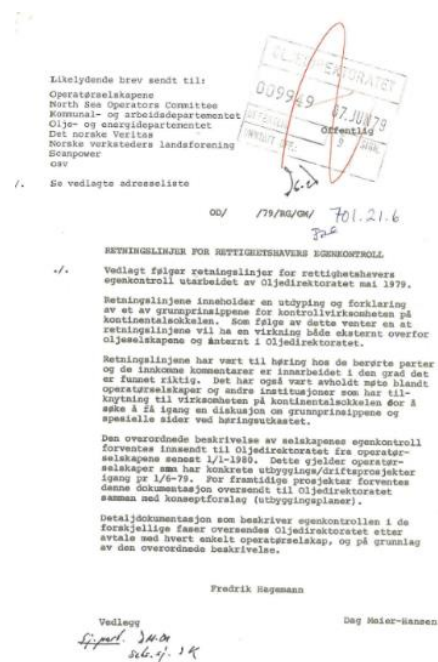 OLJEDIREKTORATET
009949
07.JUN79
Likelydende brev sendt til:
Operatørselskapene
North Sea Operators Committee
Kommunal- og arbeidsdepartementet
Olje- og energidepartementet
Det norske Veritas
Norske verksteders landsforening
Scanpower
osv
Offentlig
./. Se vedlagte adresseliste
OD/ /79/HG/GH/ 701.21.6
RETNINGSLINJER FOR RETTIGHETSHAVERS EGENKONTROLL
./. Vedlagt følger retningslinjer for rettighetshavers
egenkontroll utarbeidet av Oljedirektoratet mai 1979.
Retningslinjene inneholder en utdyping og forklaring
av et av grunnprinsippene for kontrollvirksomheten på
kontinentalsokkelen. Som følge av dette venter en at
retningslinjene vil ha en virkning både eksternt overfor
oljeselskapene og internt i Oljedirektoratet.
Retningslinjene har vært til høring hos de berørte parter
og de innkomne kommentarer er innarbeidet i den grad det
er funnet riktig. Det har også vært avholdt møte blandt
operatørselskaper og andre institusjoner som har til-
knytning til virksomheten på kontinentalsokkelen for å
søke å få igang en diskusjon om grunnprinsippene og
spesielle sider ved høringsutkastet.
Den overordnede beskrivelse av selskapenes egenkontroll
forventes innsendt til Oljedirektoratet fra operatør-
selskapene senest 1/1-1980. Dette gjelder operatør-
selskaper som har konkrete utbyggings/driftsprosjekter
igang pr 1/6-79. For framtidige prosjekter forventes
denne dokumentasjon oversendt til Oljedirektoratet
sammen med konseptforslag (utbyggingsplaner).
Detaljdokumentasjon som beskriver egenkontrollen i de
forskjellige faser oversendes Oljedirektoratet etter
avtale med hvert enkelt operatørselskap, og på grunnlag
av den overordnede beskrivelse.
Fredrik Hagemann
Dag Meier-Hansen
Vedlegg